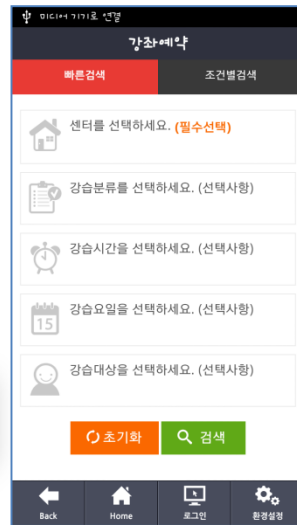 미디어 기기로 연결
강좌예약
빠른검색
조건별검색
센터를 선택하세요. (필수선택)
강습분류를 선택하세요. (선택사항)
강습시간을 선택하세요. (선택사항)
강습요일을 선택하세요. (선택사항)
15
강습대상을 선택하세요. (선택사항)
초기화
검색
Back
Home
로그인
환경설정